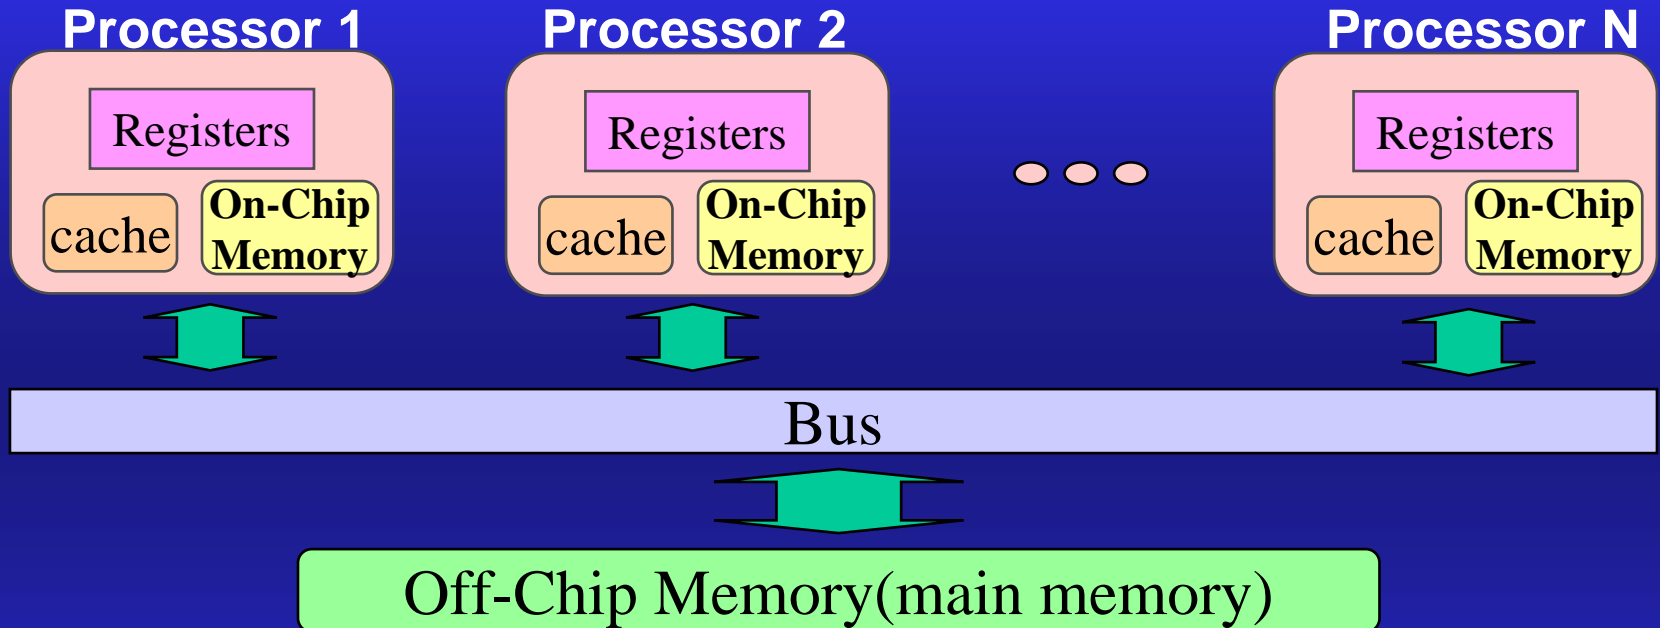 Processor 1
Processor 2
Processor N
Registers
Registers
Registers
cache
On-Chip
Memory
cache
On-Chip
Memory
cache
On-Chip
Memory
Bus
Off-Chip Memory(main memory)